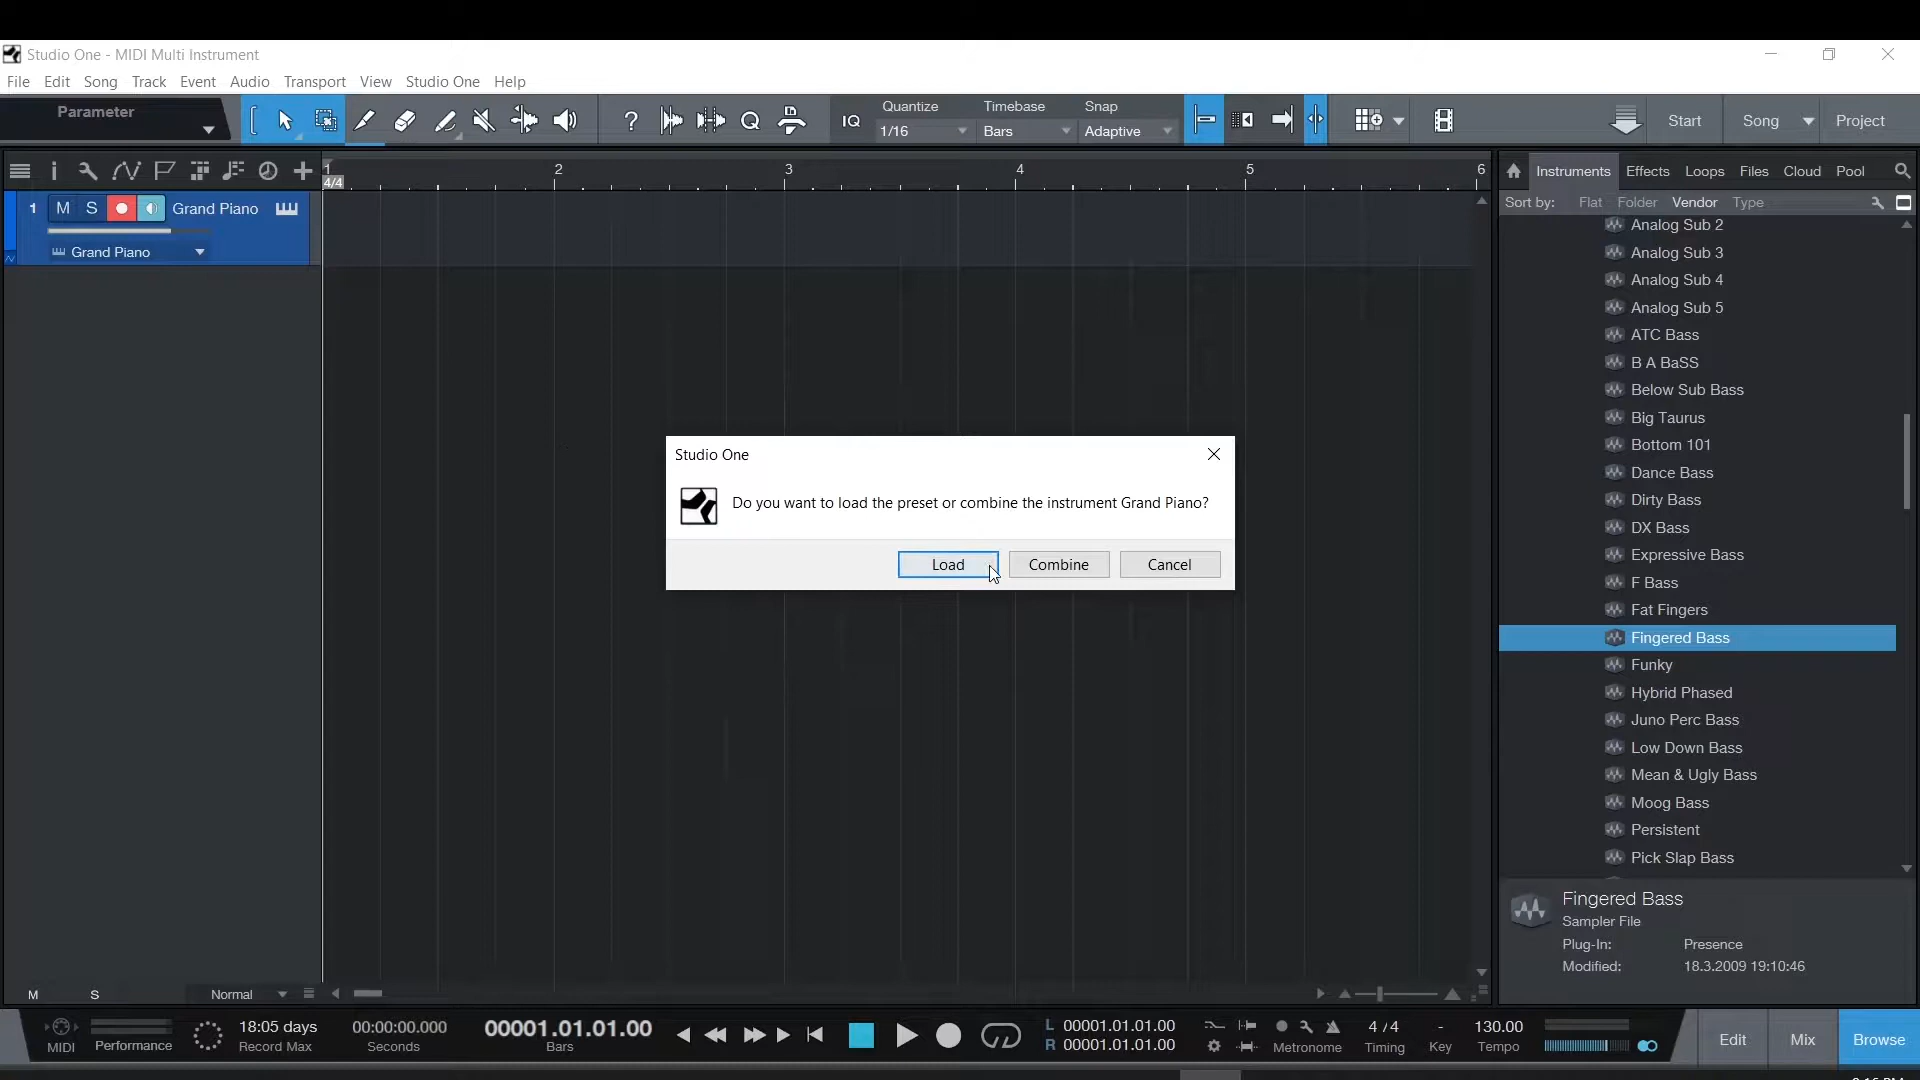 Studio One - MIDI Multi Instrument
File Edit Song Track Event Audio Transport View Studio One Help
Parameter
IQ
Quantize
1/16
Timebase
Bars
Snap
Adaptive
Start
Song
Project
1
2
3
4
5
6
4/4
1 M S Grand Piano
Grand Piano
Instruments Effects Loops Files Cloud Pool
Sort by: Flat Folder Vendor Type
Analog Sub 2
Analog Sub 3
Analog Sub 4
Analog Sub 5
ATC Bass
B A BaSS
Below Sub Bass
Big Taurus
Bottom 101
Dance Bass
Dirty Bass
DX Bass
Expressive Bass
F Bass
Fat Fingers
Fingered Bass
Funky
Hybrid Phased
Juno Perc Bass
Low Down Bass
Mean & Ugly Bass
Moog Bass
Persistent
Pick Slap Bass
Studio One
Do you want to load the preset or combine the instrument Grand Piano?
Load
Combine
Cancel
Fingered Bass
Sampler File
Plug-In: Presence
Modified: 18.3.2009 19:10:46
M S Normal
MIDI
Performance
18:05 days
Record Max
00:00:00.000
Seconds
00001.01.01.00
Bars
L 00001.01.01.00
R 00001.01.01.00
Metronome
4 / 4
Timing
-
Key
130.00
Tempo
Edit
Mix
Browse